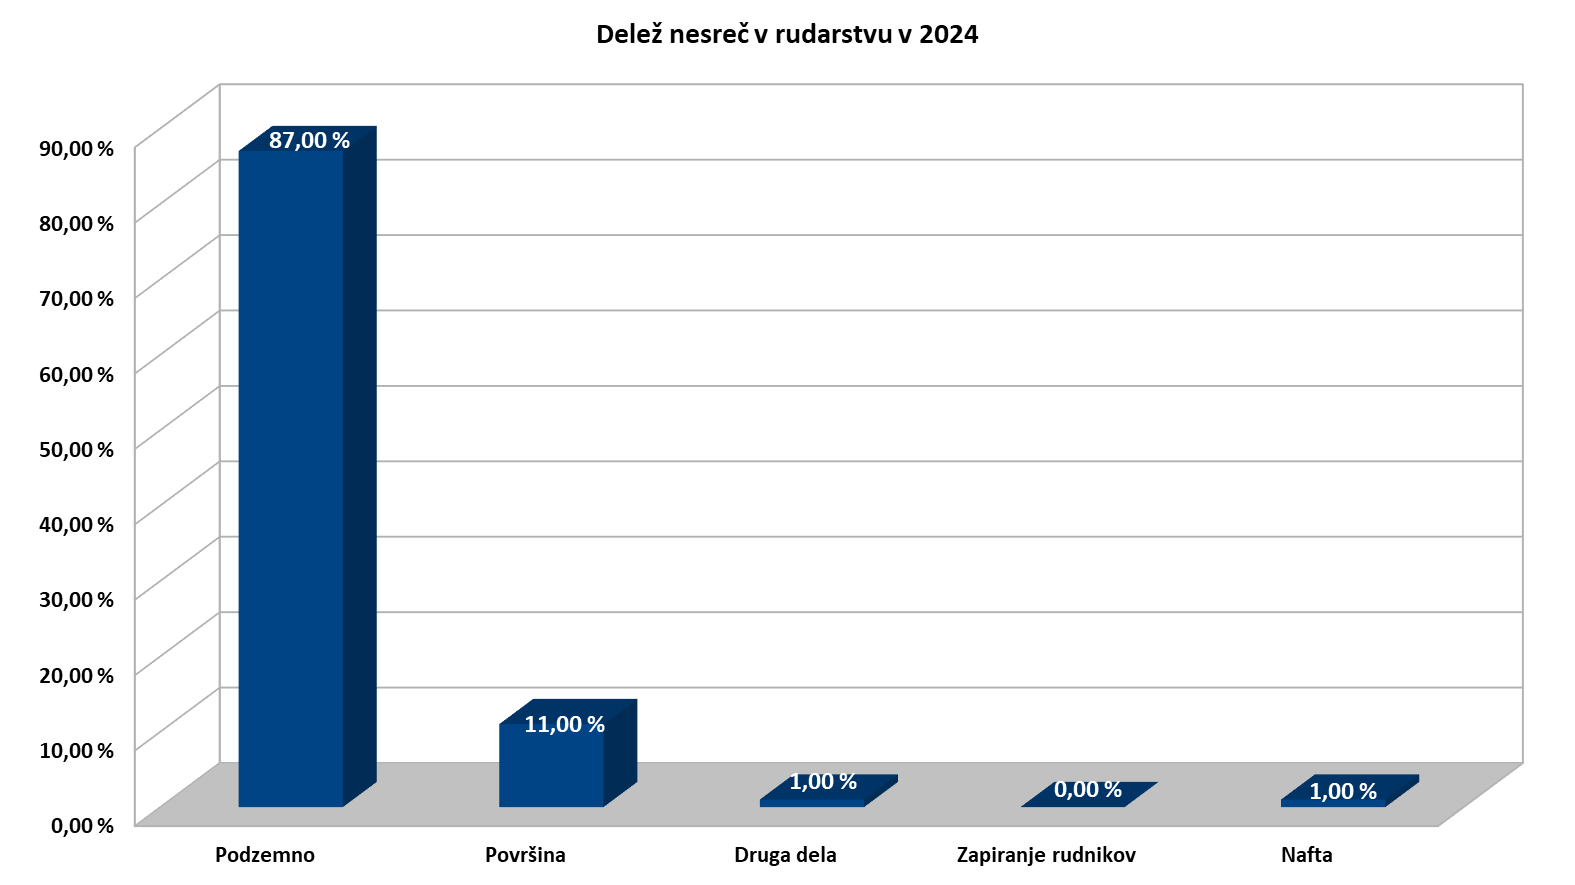 Delež nesreč v rudarstvu v 2024
90,00 %
80,00 %
70,00 %
60,00 %
50,00 %
40,00 %
30,00 %
20,00 %
10,00 %
0,00 %
87,00 %
11,00 %
1,00 %
0,00 %
1,00 %
Podzemno
Površina
Druga dela
Zapiranje rudnikov
Nafta